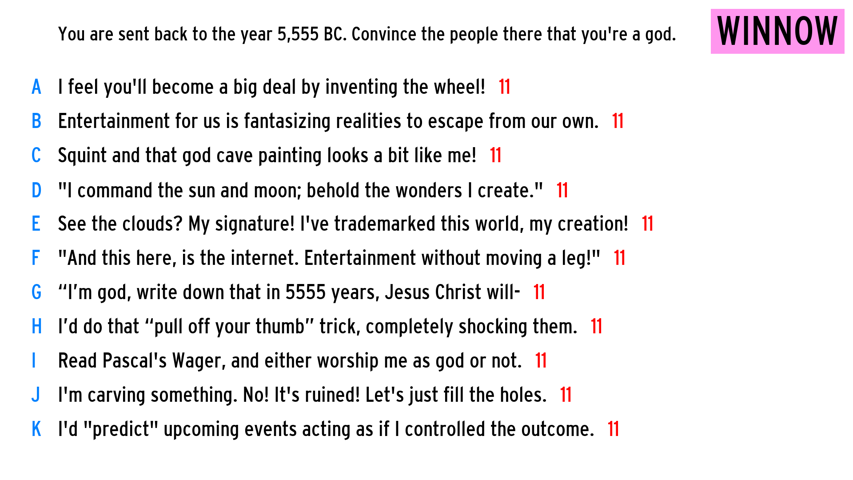 You are sent back to the year 5,555 BC. Convince the people there that you're a god.
WINNOW
A I feel you'll become a big deal by inventing the wheel! 11
B Entertainment for us is fantasizing realities to escape from our own. 11
C Squint and that god cave painting looks a bit like me! 11
D "I command the sun and moon; behold the wonders I create." 11
E See the clouds? My signature! I've trademarked this world, my creation! 11
F "And this here, is the internet. Entertainment without moving a leg!" 11
G “I’m god, write down that in 5555 years, Jesus Christ will- 11
H I’d do that “pull off your thumb” trick, completely shocking them. 11
I Read Pascal's Wager, and either worship me as god or not. 11
J I'm carving something. No! It's ruined! Let's just fill the holes. 11
K I'd "predict" upcoming events acting as if I controlled the outcome. 11